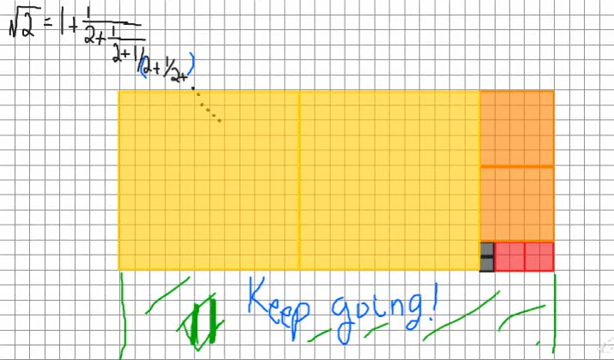 √2 = 1 + 1/(2 + 1/(2 + 1/(2 + 1/2+
Keep going!